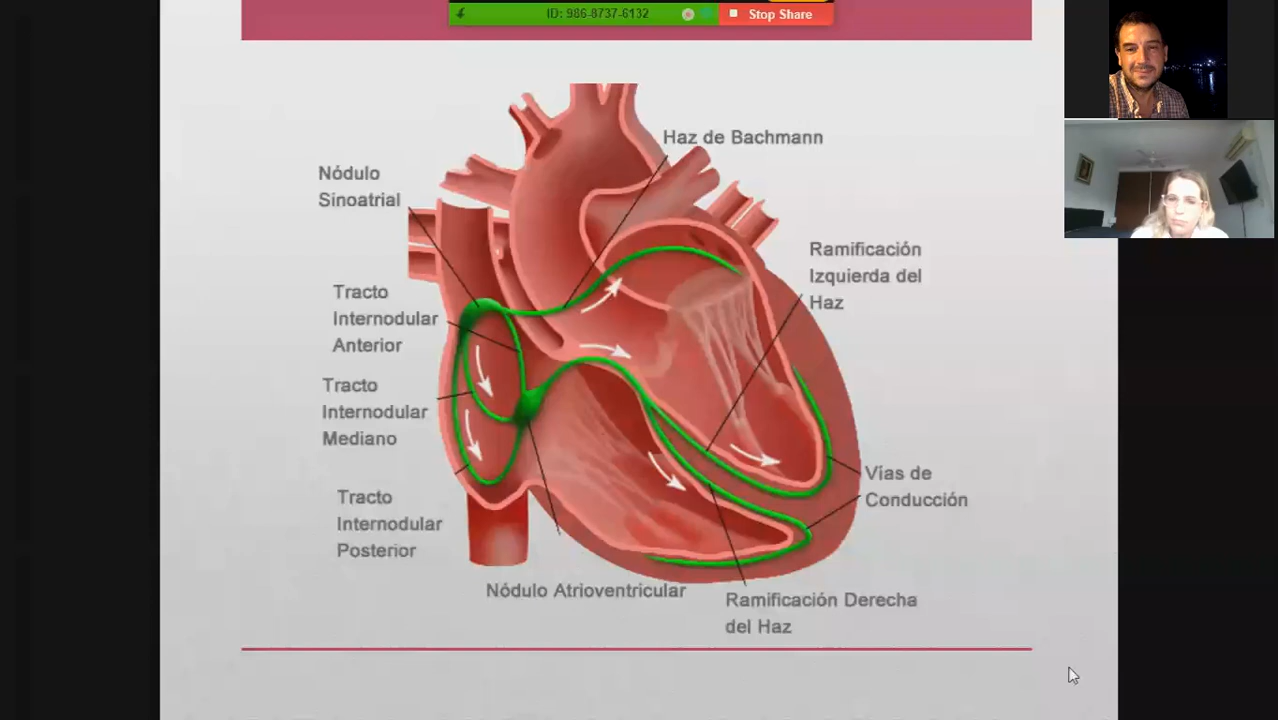 ID: 986-8737-6132
Stop Share
Haz de Bachmann
Nódulo
Sinoatrial
Ramificación
Izquierda del
Haz
Tracto
Internodular
Anterior
Tracto
Internodular
Mediano
Vías de
Conducción
Tracto
Internodular
Posterior
Nódulo Atrioventricular
Ramificación Derecha
del Haz